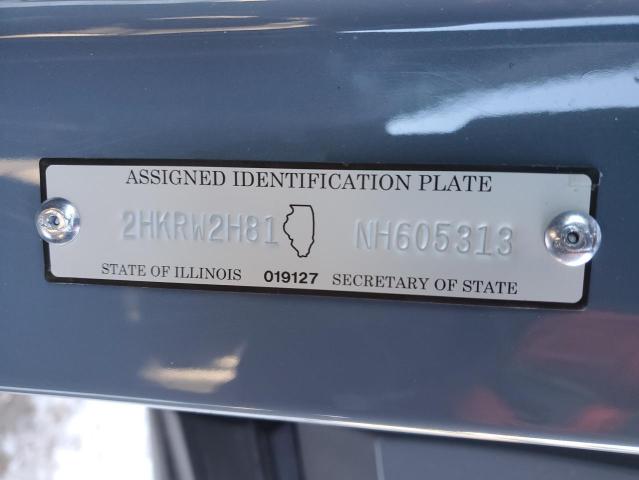 ASSIGNED IDENTIFICATION PLATE
2HKRW2H81 NH605313
STATE OF ILLINOIS 019127 SECRETARY OF STATE